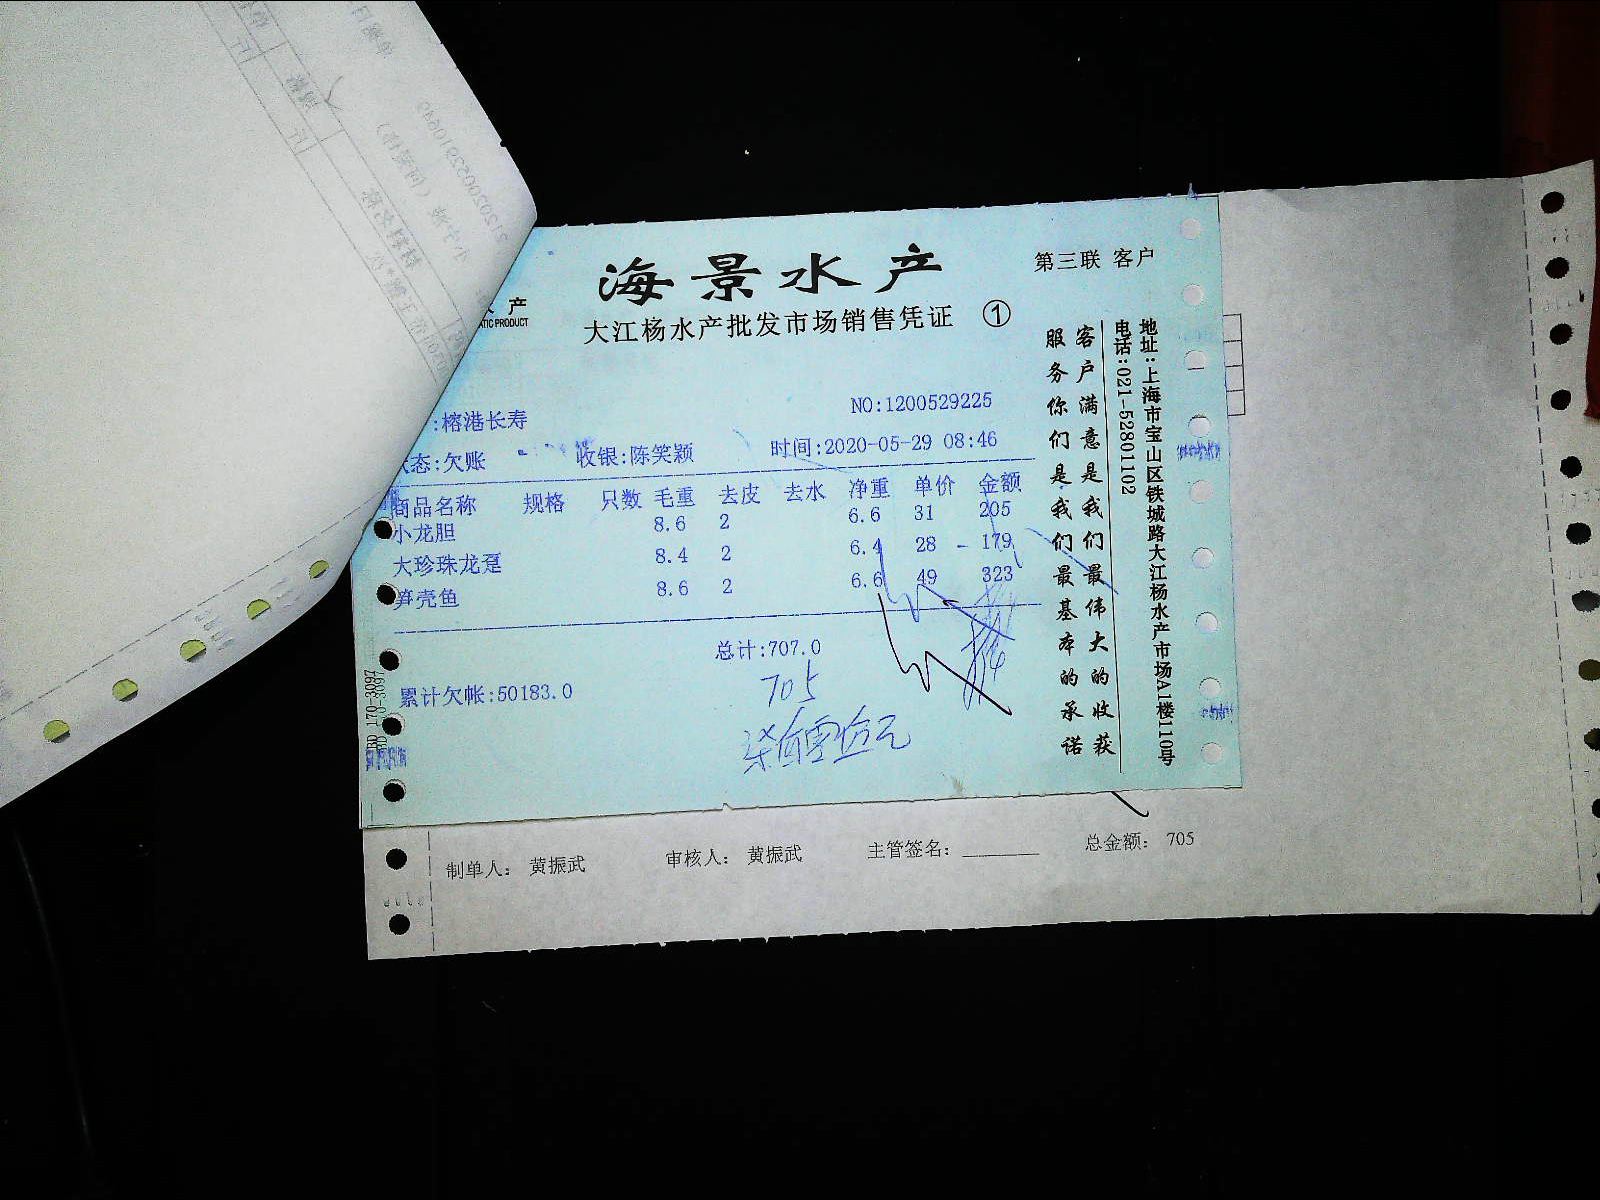 海景水产
第三联 客户
产
TIC PRODUCT
大江杨水产批发市场销售凭证 ①
:榕港长寿
NO:1200529225
态:欠账 收银:陈笑颖 时间:2020-05-29 08:46
商品名称 规格 只数 毛重 去皮 去水 净重 单价 金额
小龙胆 8.6 2 6.6 31 205
大珍珠龙趸 8.4 2 6.4 28 179
笋壳鱼 8.6 2 6.6 49 323
总计:707.0
累计欠帐:50183.0
705
柒佰零伍元
客户满意是我们最伟大的收获
服务你们是我们最基本的承诺
地址:上海市宝山区铁城路大江杨水产市场A1楼110号
电话:021-52801102
170-3097
制单人: 黄振武 审核人: 黄振武 主管签名: 总金额: 705